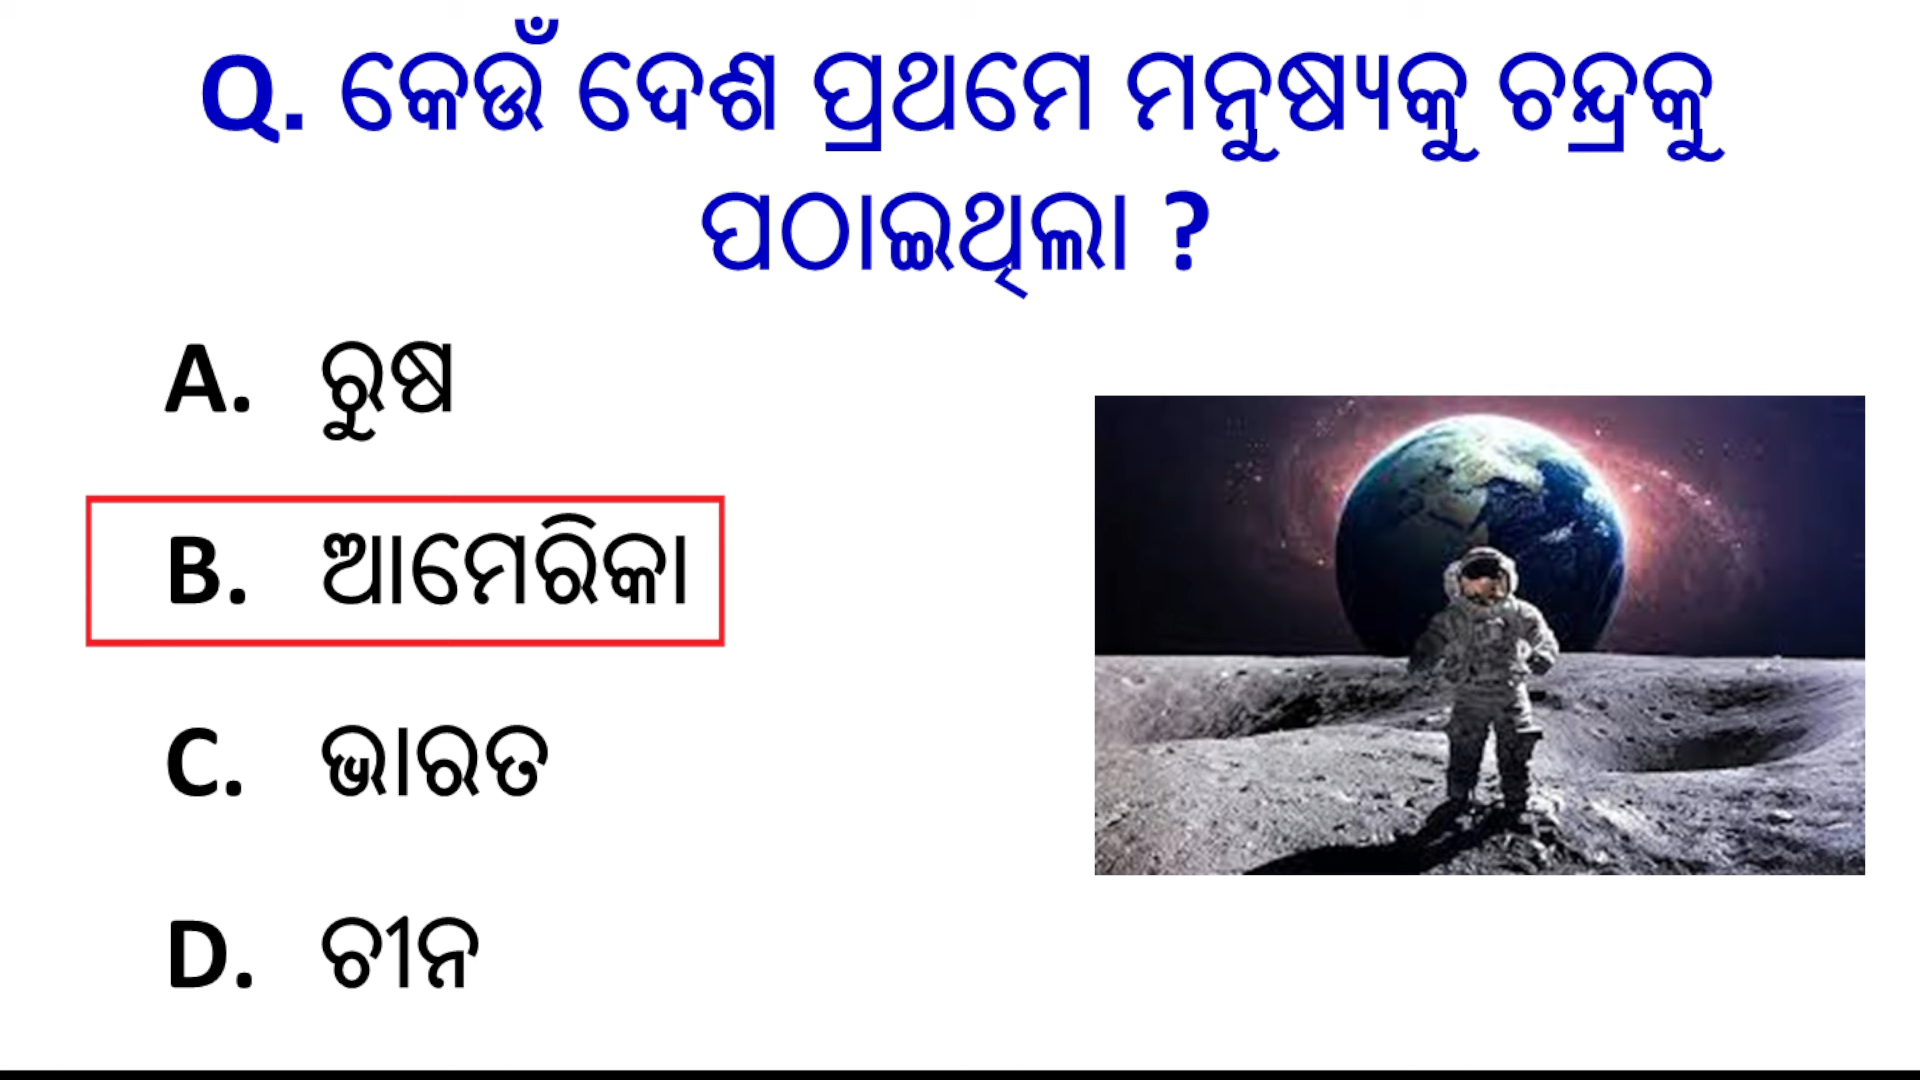 Q. କେଉଁ ଦେଶ ପ୍ରଥମେ ମନୁଷ୍ୟକୁ ଚନ୍ଦ୍ରକୁ
ପଠାଇଥିଲା ?
A. ରୁଷ
B. ଆମେରିକା
C. ଭାରତ
D. ଚୀନ